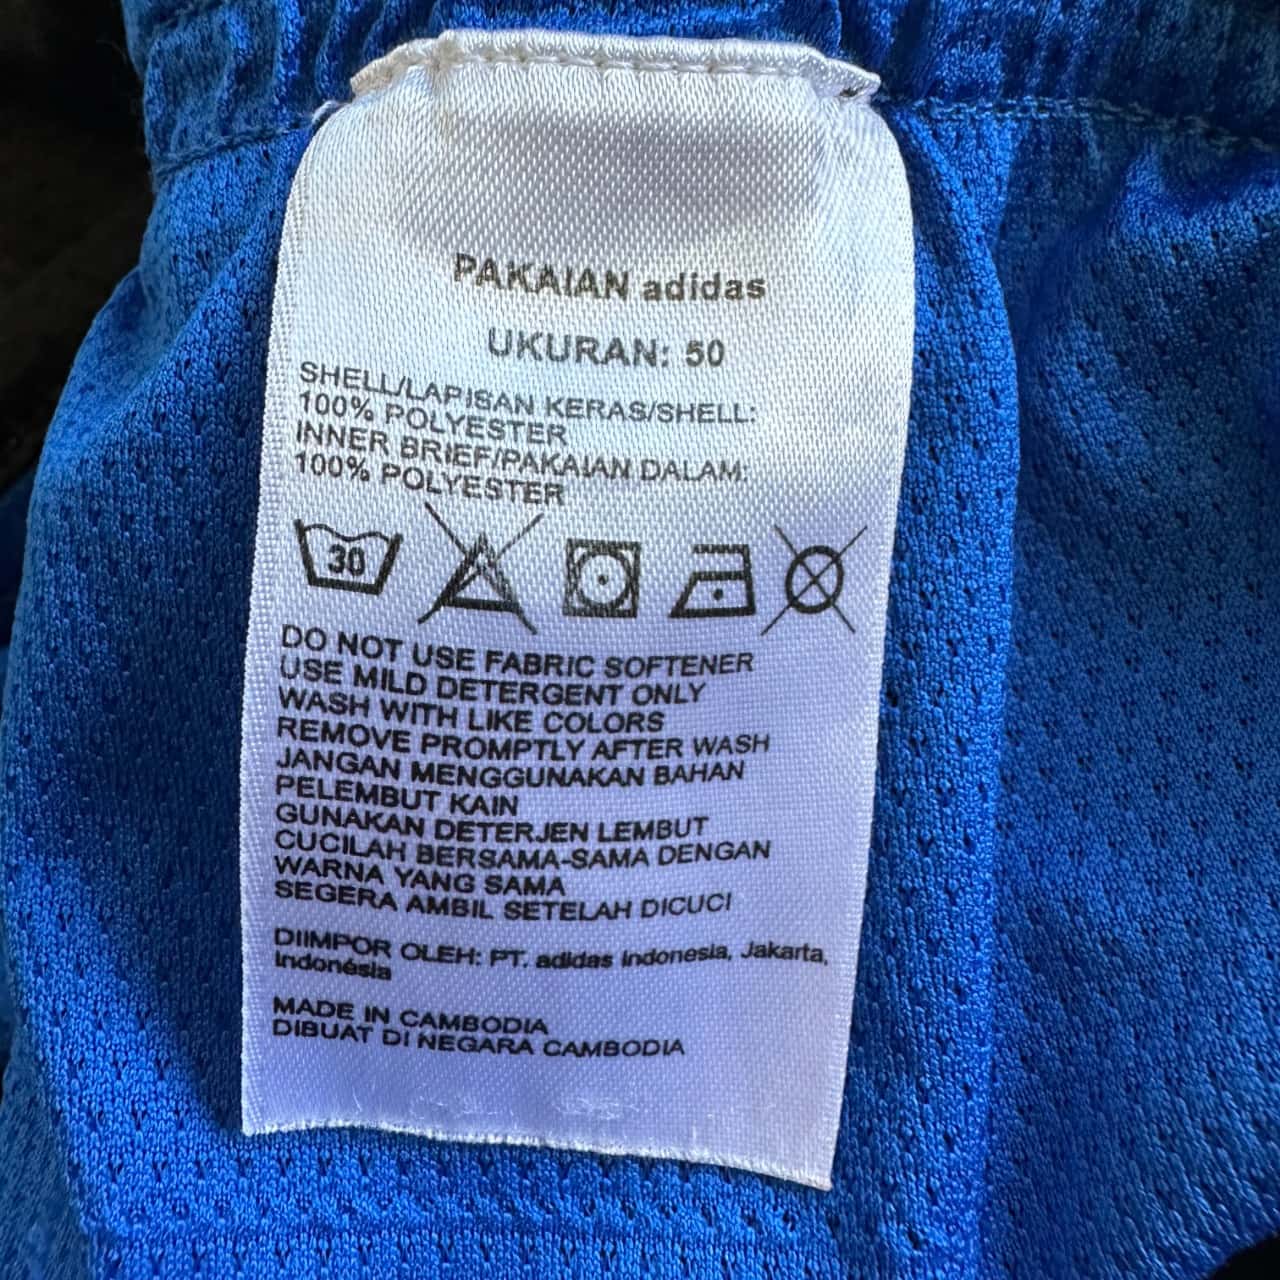 PAKAIAN adidas
UKURAN: 50
SHELL/LAPISAN KERAS/SHELL:
100% POLYESTER
INNER BRIEF/PAKAIAN DALAM:
100% POLYESTER
30
DO NOT USE FABRIC SOFTENER
USE MILD DETERGENT ONLY
WASH WITH LIKE COLORS
REMOVE PROMPTLY AFTER WASH
JANGAN MENGGUNAKAN BAHAN
PELEMBUT KAIN
GUNAKAN DETERJEN LEMBUT
CUCILAH BERSAMA-SAMA DENGAN
WARNA YANG SAMA
SEGERA AMBIL SETELAH DICUCI
DIIMPOR OLEH: PT. adidas Indonesia, Jakarta,
Indonésia
MADE IN CAMBODIA
DIBUAT DI NEGARA CAMBODIA